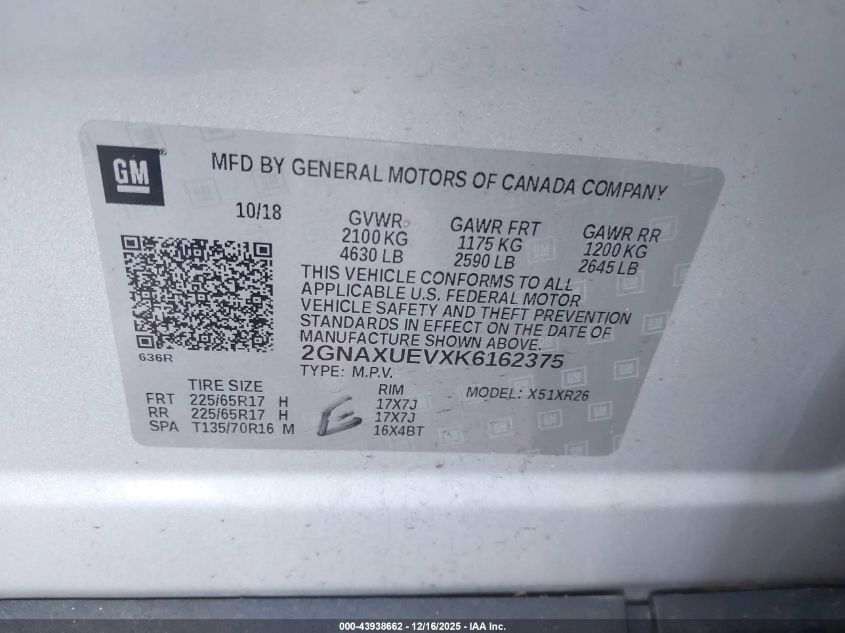 GM ®
MFD BY GENERAL MOTORS OF CANADA COMPANY
10/18
GVWR
2100 KG
4630 LB
GAWR FRT
1175 KG
2590 LB
GAWR RR
1200 KG
2645 LB
THIS VEHICLE CONFORMS TO ALL
APPLICABLE U.S. FEDERAL MOTOR
VEHICLE SAFETY AND THEFT PREVENTION
STANDARDS IN EFFECT ON THE DATE OF
MANUFACTURE SHOWN ABOVE.
2GNAXUEVXK6162375
TYPE: M.P.V.
636R
TIRE SIZE
FRT 225/65R17 H
RR 225/65R17 H
SPA T135/70R16 M
RIM
17X7J
17X7J
16X4BT
MODEL: X51XR26
000-43938662 - 12/16/2025 - IAA Inc.